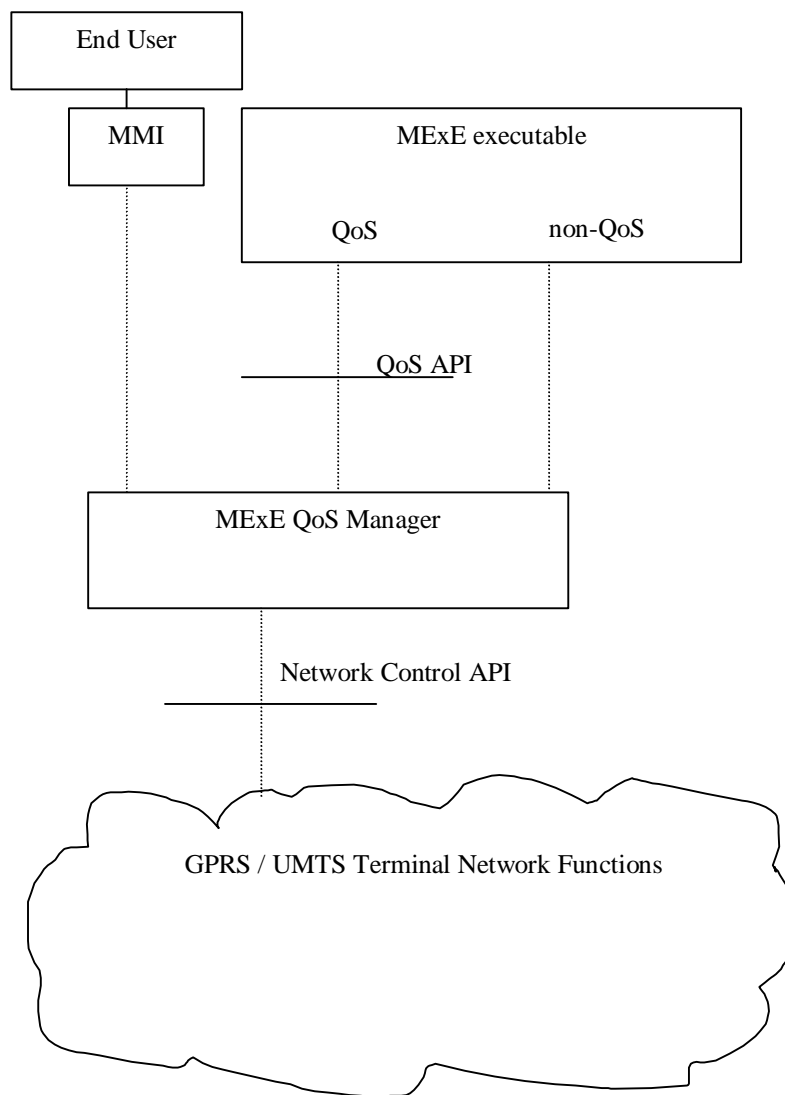 End User
MMI
MExE executable
QoS
non-QoS
QoS API
MExE QoS Manager
Network Control API
GPRS / UMTS Terminal Network Functions